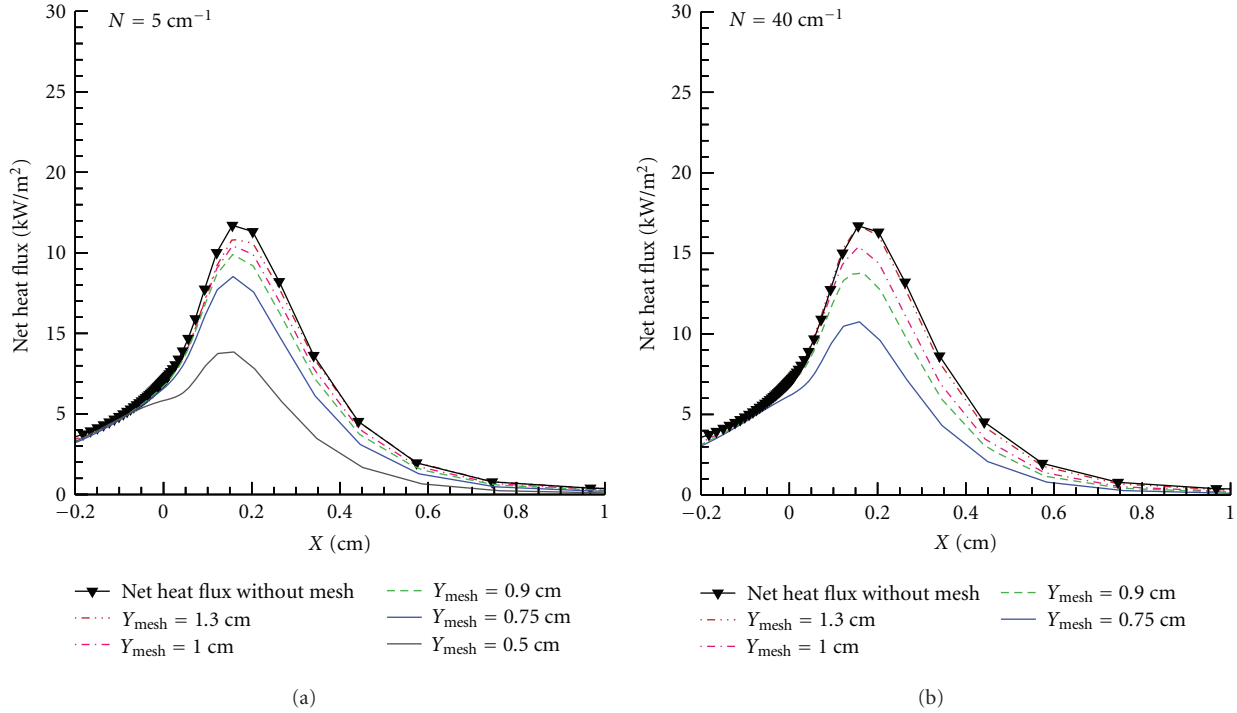 N = 5 cm⁻¹
30
25
20
10
15
5
0
Net heat flux (kW/m²)
−0.2
0
0.2
0.4
0.6
0.8
1
X (cm)
Net heat flux without mesh
Y_mesh = 1.3 cm
Y_mesh = 1 cm
Y_mesh = 0.9 cm
Y_mesh = 0.75 cm
Y_mesh = 0.5 cm
(a)
N = 40 cm⁻¹
30
25
20
15
10
5
0
Net heat flux (kW/m²)
−0.2
0
0.2
0.4
0.6
0.8
1
X (cm)
Net heat flux without mesh
Y_mesh = 1.3 cm
Y_mesh = 1 cm
Y_mesh = 0.9 cm
Y_mesh = 0.75 cm
(b)